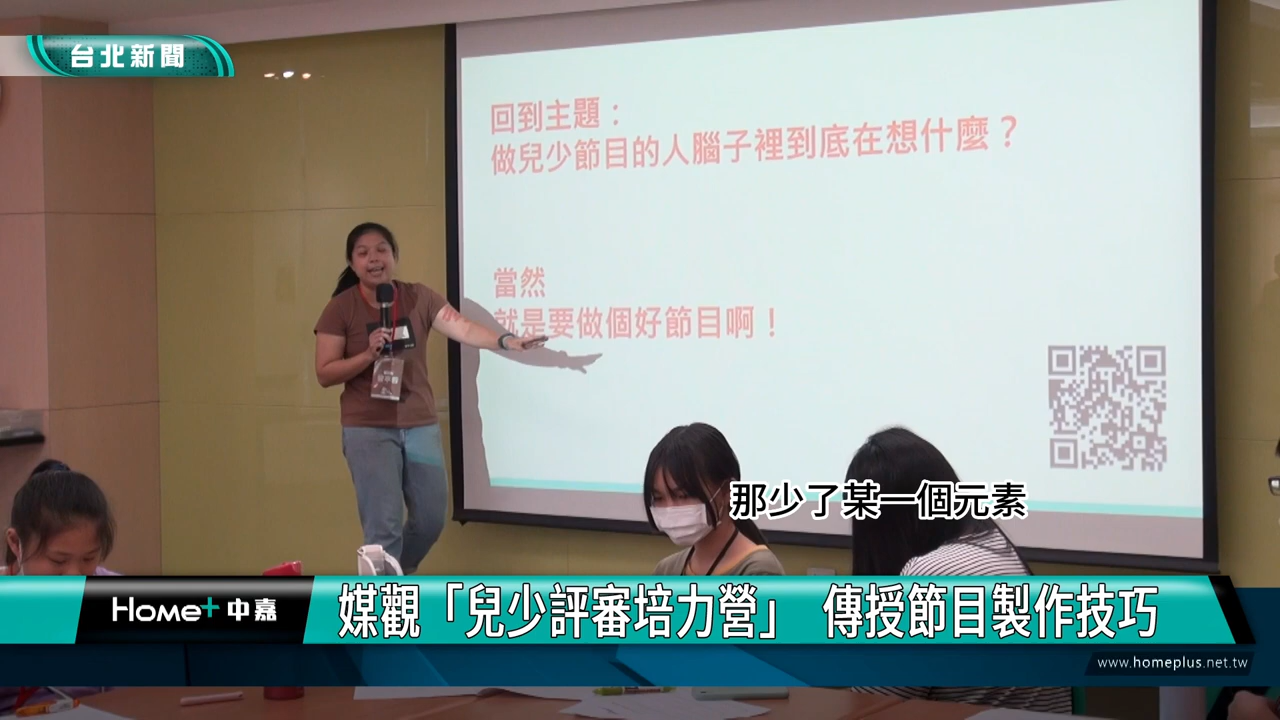 台北新聞
回到主題：
做兒少節目的人腦子裡到底在想什麼？
當然
就是要做個好節目啊！
那少了某一個元素
Home+ 中嘉
媒觀「兒少評審培力營」 傳授節目製作技巧
www.homeplus.net.tw